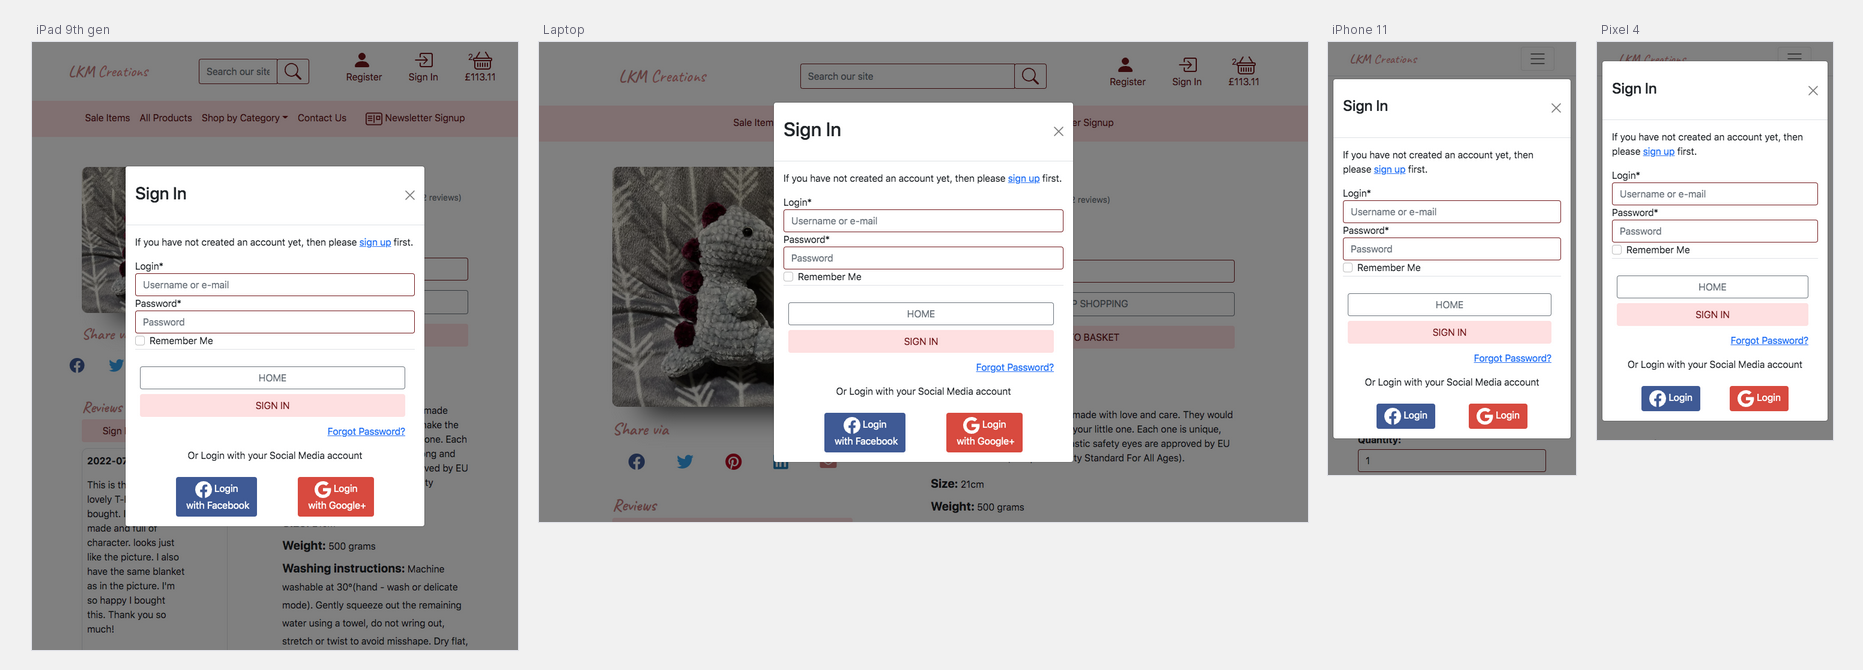 iPad 9th gen
LKM Creations
Search our site
Register
Sign In
2
£113.11
Sale Items
All Products
Shop by Category
Contact Us
Newsletter Signup
Sign In
reviews)
If you have not created an account yet, then please sign up first.
Login*
Username or e-mail
Password*
Password
Remember Me
Share via
HOME
SIGN IN
Forgot Password?
Or Login with your Social Media account
Login
with Facebook
Login
with Google+
Reviews
Sign
2022-07
This is th
lovely T-
bought. I
made and full of
character. looks just
like the picture. I also
have the same blanket
as in the picture. I'm
so happy I bought
this. Thank you so
much!
made
ake the
one. Each
ng and
ved by EU
ty
Weight: 500 grams
Washing instructions: Machine
washable at 30°(hand - wash or delicate
mode). Gently squeeze out the remaining
water using a towel, do not wring out,
stretch or twist to avoid misshape. Dry flat,
Laptop
LKM Creations
Search our site
Register
Sign In
2
£113.11
Sale Item
er Signup
Sign In
2 reviews)
If you have not created an account yet, then please sign up first.
Login*
Username or e-mail
Password*
Password
Remember Me
HOME
SIGN IN
P SHOPPING
O BASKET
Forgot Password?
Or Login with your Social Media account
Login
with Facebook
Login
with Google+
Share via
made with love and care. They would
your little one. Each one is unique,
astic safety eyes are approved by EU
ty Standard For All Ages).
Size: 21cm
Weight: 500 grams
Reviews
iPhone 11
LKM Creations
Sign In
If you have not created an account yet, then
please sign up first.
Login*
Username or e-mail
Password*
Password
Remember Me
HOME
SIGN IN
Forgot Password?
Or Login with your Social Media account
Login
Login
Quantity:
1
Pixel 4
LKM Creations
Sign In
If you have not created an account yet, then
please sign up first.
Login*
Username or e-mail
Password*
Password
Remember Me
HOME
SIGN IN
Forgot Password?
Or Login with your Social Media account
Login
Login